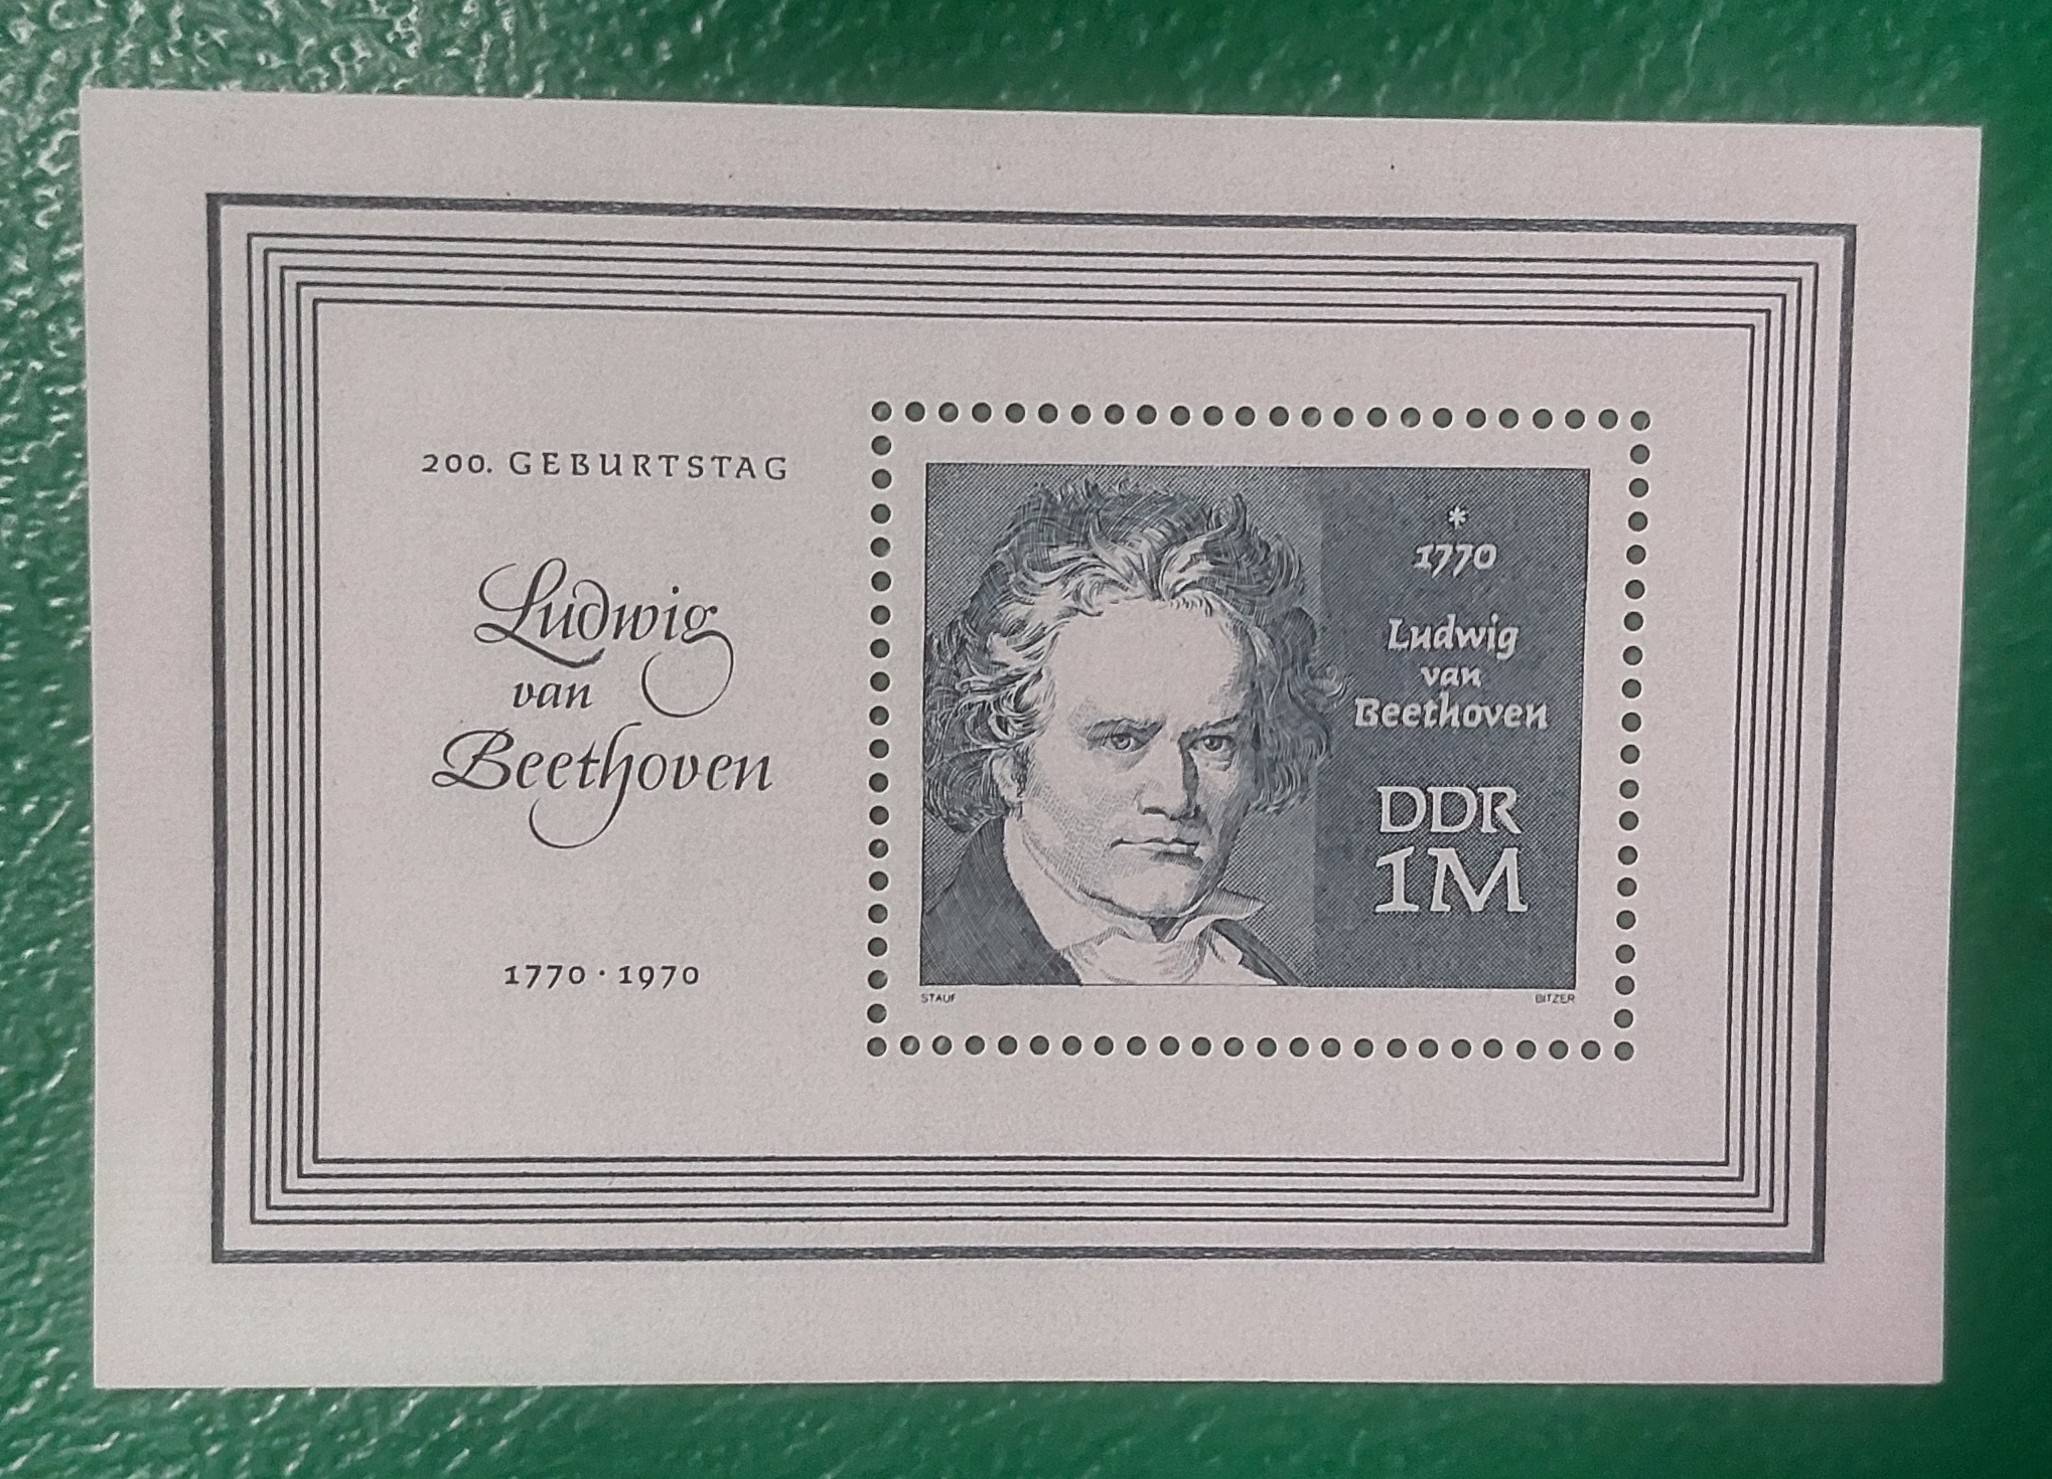 200. GEBURTSTAG
Ludwig
van
Beethoven
1770 · 1970
*
1770
Ludwig
van
Beethoven
DDR
1M
STAUF
BITZER